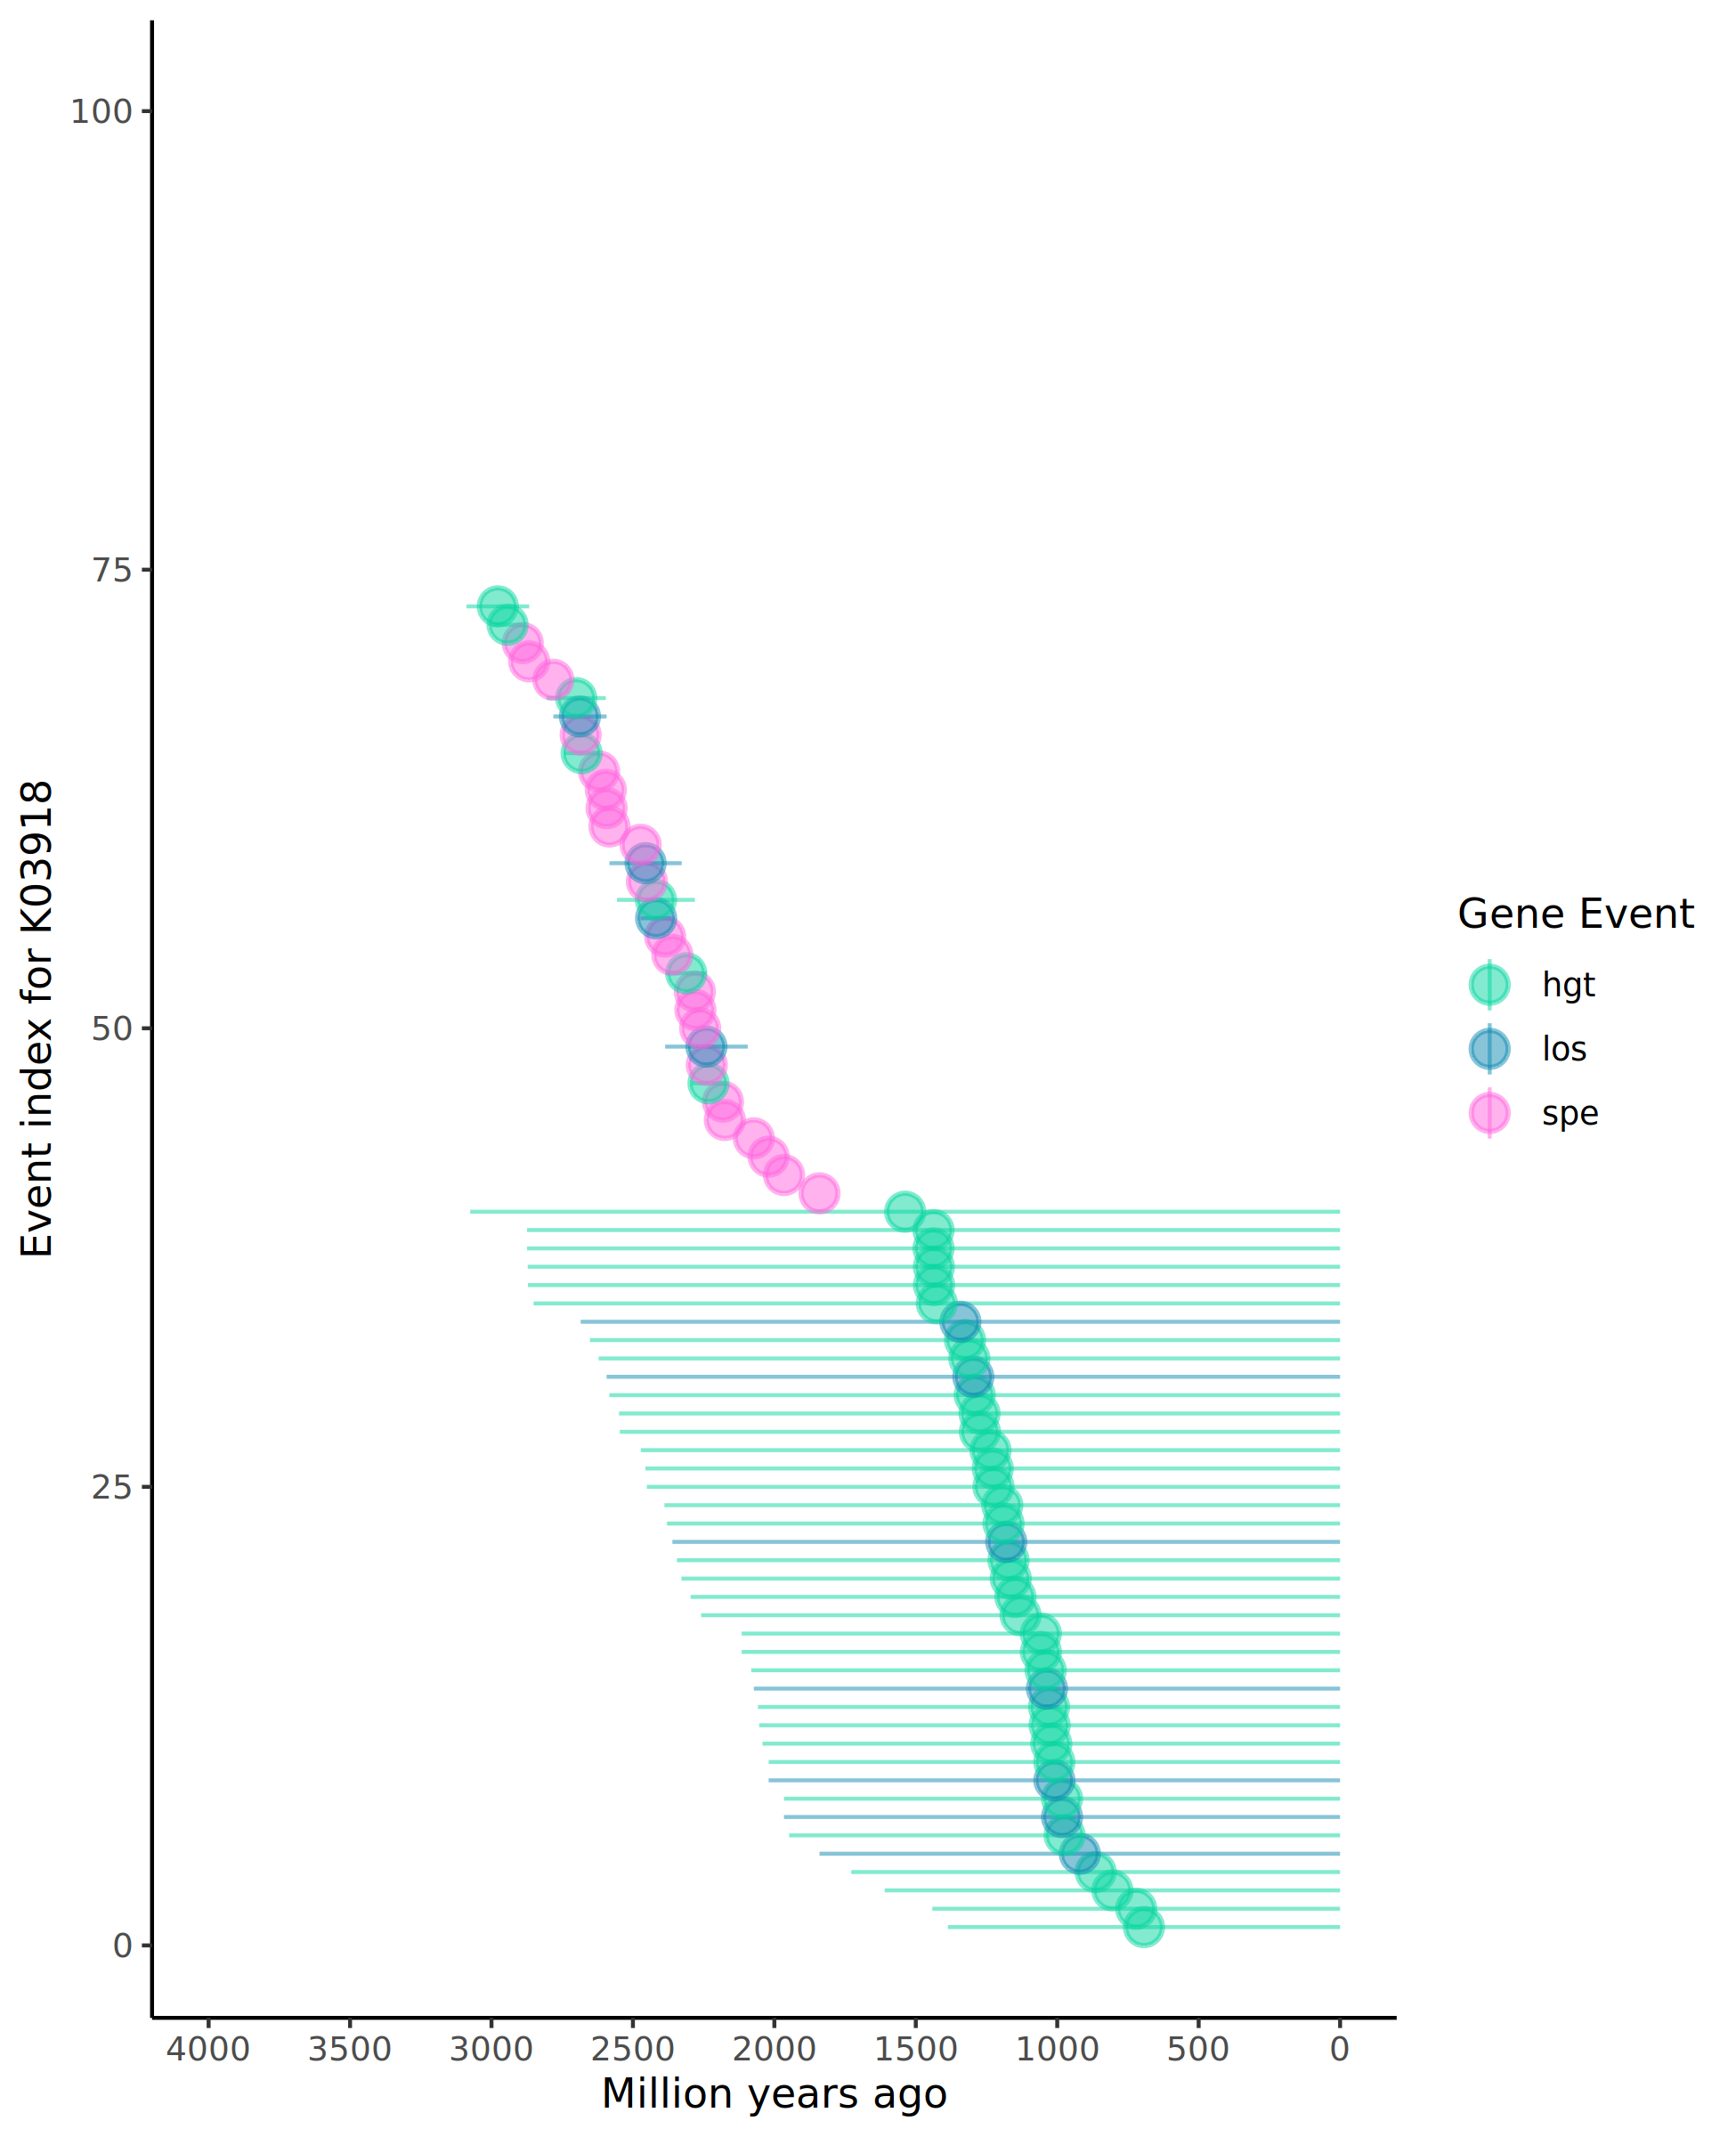 100
75
50
25
0
Event index for K03918
4000 3500 3000 2500 2000 1500 1000 500 0
Million years ago
Gene Event
hgt
los
spe